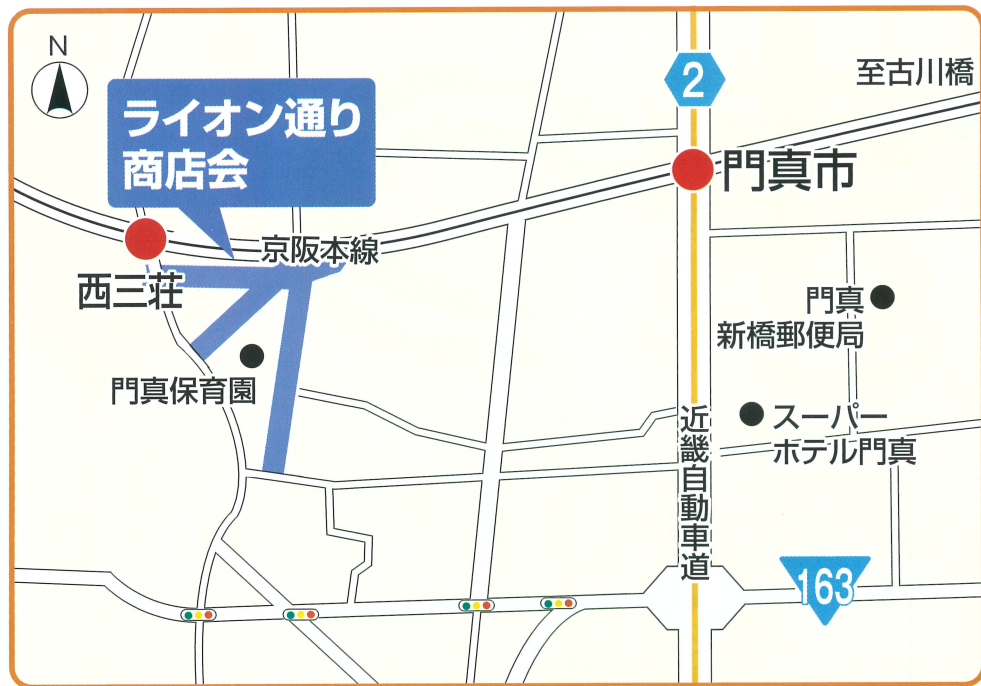 N
ライオン通り
商店会
2
至古川橋
門真市
京阪本線
西三荘
門真
新橋郵便局
門真保育園
スーパー
ホテル門真
近畿自動車道
163